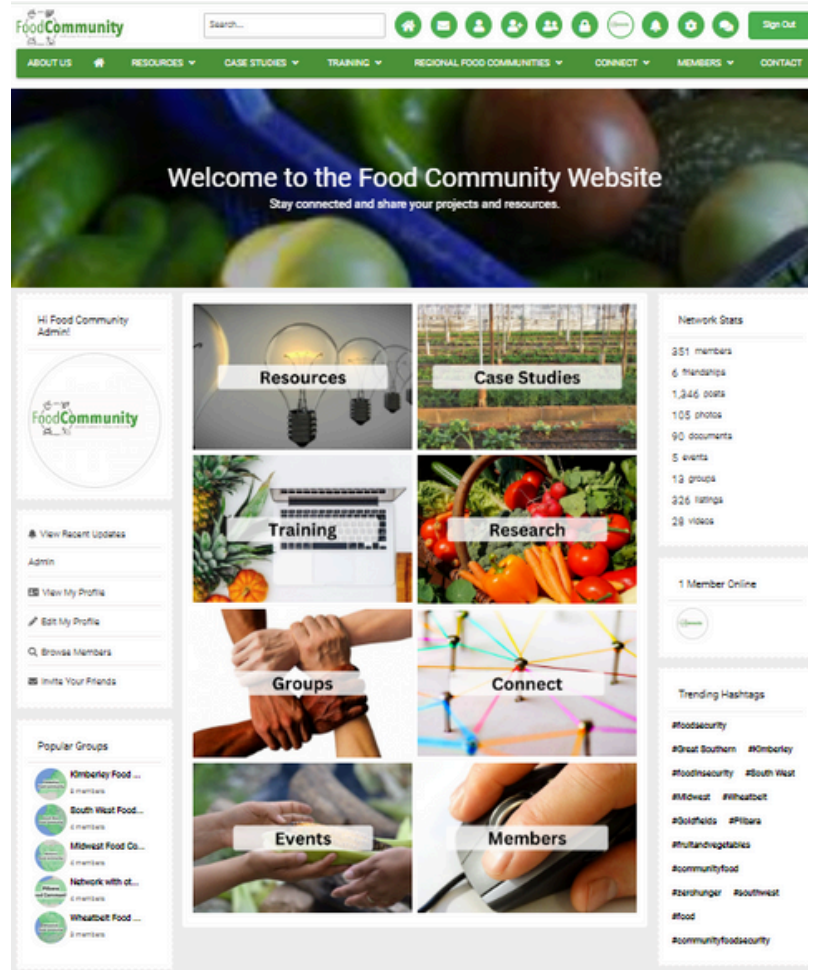 FoodCommunity
Search...
Sign Out
ABOUT US
RESOURCES
CASE STUDIES
TRAINING
REGIONAL FOOD COMMUNITIES
CONNECT
MEMBERS
CONTACT
Welcome to the Food Community Website
Stay connected and share your projects and resources.
Hi Food Community
Admin!
FoodCommunity
View Recent Updates
Admin
View My Profile
Edit My Profile
Browse Members
Invite Your Friends
Popular Groups
Kimberley Food ...
members
South West Food...
members
Midwest Food Co...
members
Network with ot...
members
Wheatbelt Food ...
members
Resources
Case Studies
Training
Research
Groups
Connect
Events
Members
Network Stats
351 members
6 friendships
1,346 posts
105 photos
90 documents
5 events
13 groups
326 listings
28 videos
1 Member Online
Trending Hashtags
#foodsecurity
#Great Southern #Kimberley
#foodinsecurity #South West
#Midwest #Wheatbelt
#Goldfields #Pilbara
#fruitandvegetables
#communityfood
#zerohunger #southwest
#food
#communityfoodsecurity